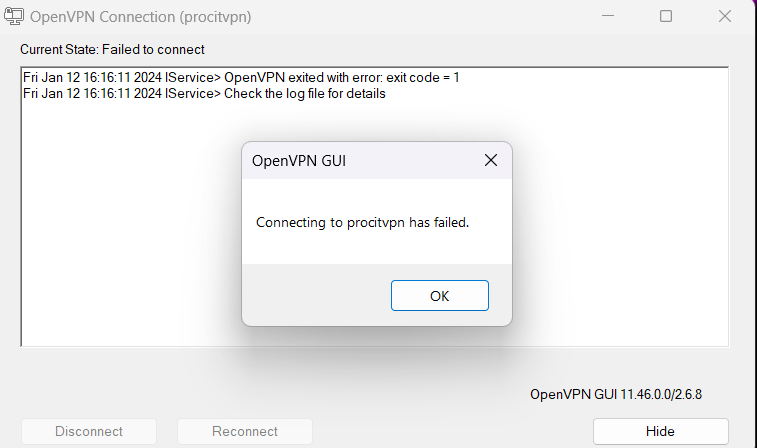 OpenVPN Connection (procitvpn)
Current State: Failed to connect
Fri Jan 12 16:16:11 2024 IService> OpenVPN exited with error: exit code = 1
Fri Jan 12 16:16:11 2024 IService> Check the log file for details
OpenVPN GUI
Connecting to procitvpn has failed.
OK
OpenVPN GUI 11.46.0.0/2.6.8
Disconnect
Reconnect
Hide